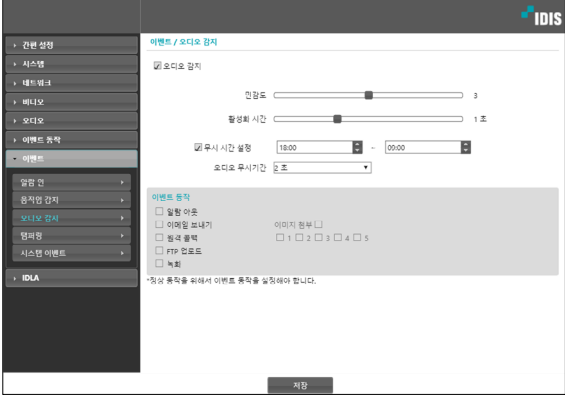 IDIS
간편 설정
시스템
네트워크
비디오
오디오
이벤트 동작
이벤트
알람 인
움직임 감지
오디오 감지
탬퍼링
시스템 이벤트
IDLA
이벤트 / 오디오 감지
오디오 감지
민감도 3
활성화 시간 1 초
무시 시간 설정 18:00 ~ 09:00
오디오 무시기간 2 초
이벤트 동작
알람 아웃
이메일 보내기 이미지 첨부
원격 콜백 1 2 3 4 5
FTP 업로드
녹화
*정상 동작을 위해서 이벤트 동작을 설정해야 합니다.
저장